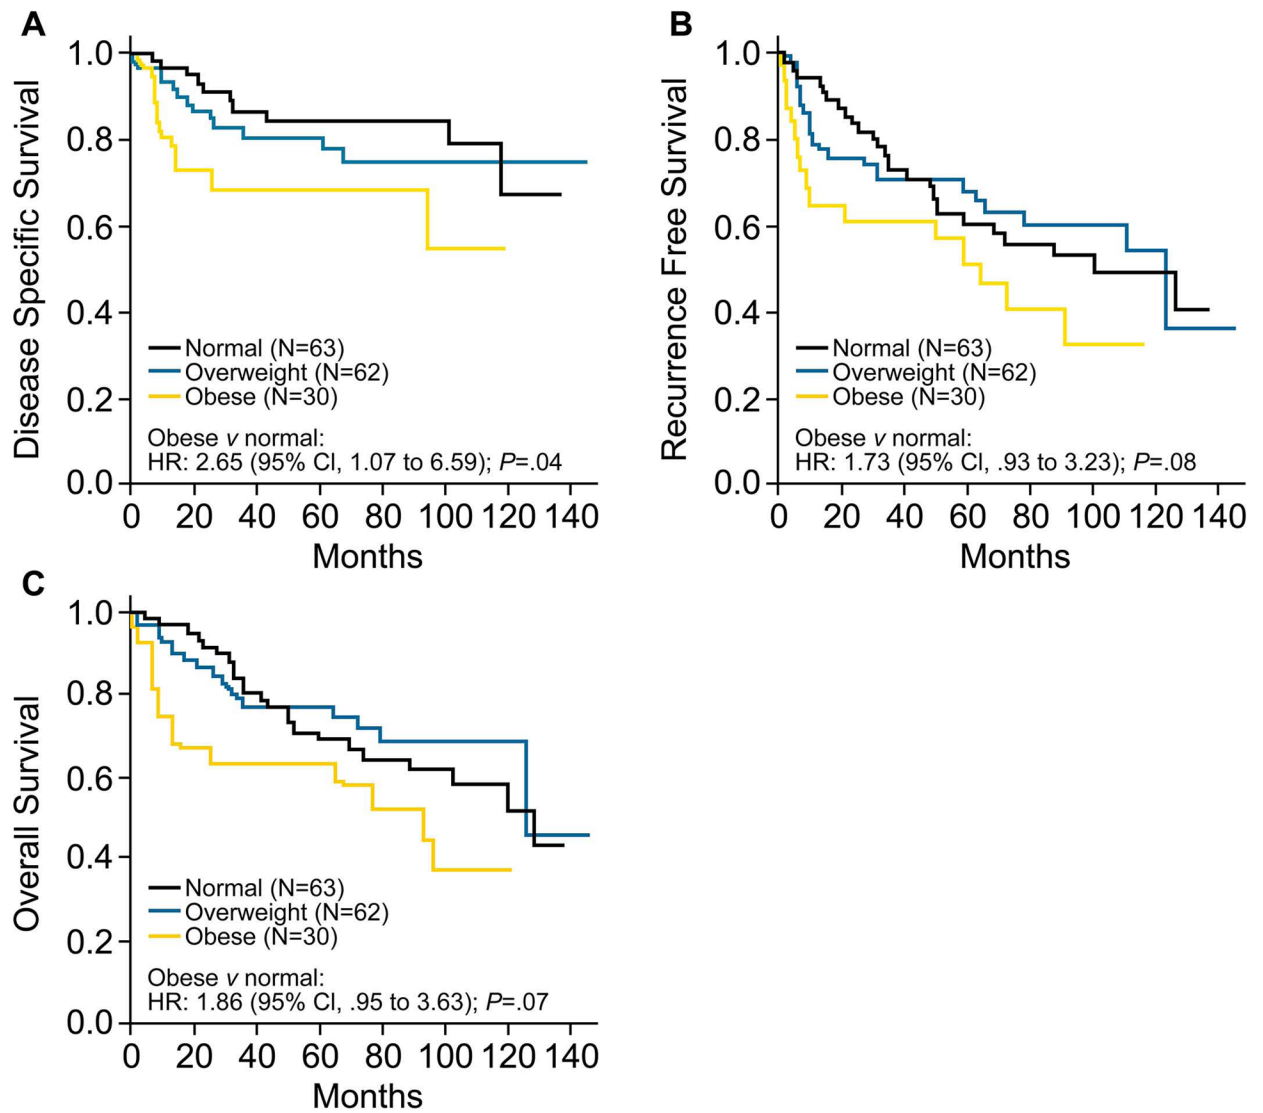 A
Disease Specific Survival
1.0
0.8
0.6
0.4
0.2
0.0
Normal (N=63)
Overweight (N=62)
Obese (N=30)
Obese v normal:
HR: 2.65 (95% CI, 1.07 to 6.59); P=.04
0 20 40 60 80 100 120 140
Months
B
Recurrence Free Survival
1.0
0.8
0.6
0.4
0.2
0.0
Normal (N=63)
Overweight (N=62)
Obese (N=30)
Obese v normal:
HR: 1.73 (95% CI, .93 to 3.23); P=.08
0 20 40 60 80 100 120 140
Months
C
Overall Survival
1.0
0.8
0.6
0.4
0.2
0.0
Normal (N=63)
Overweight (N=62)
Obese (N=30)
Obese v normal:
HR: 1.86 (95% CI, .95 to 3.63); P=.07
0 20 40 60 80 100 120 140
Months